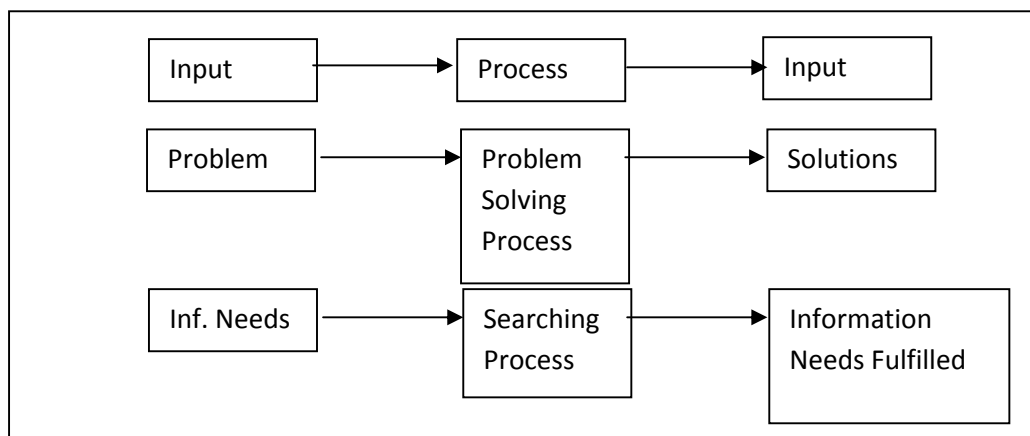 Input
Process
Input
Problem
Problem
Solving
Process
Solutions
Inf. Needs
Searching
Process
Information
Needs Fulfilled